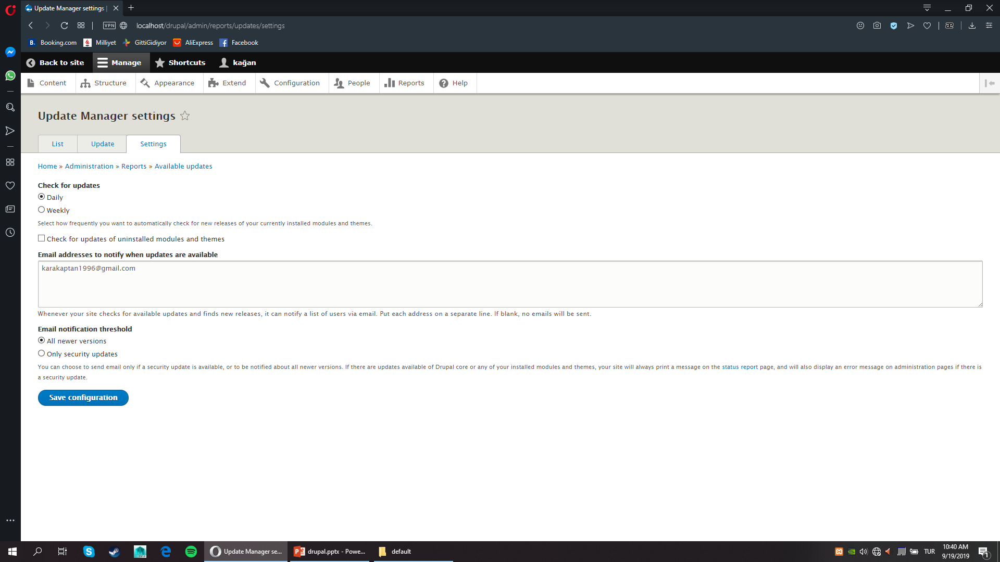 Update Manager settings |
VPN
localhost/drupal/admin/reports/updates/settings
B. Booking.com Milliyet GittiGidiyor AliExpress Facebook
Back to site Manage Shortcuts kağan
Content Structure Appearance Extend Configuration People Reports Help
Update Manager settings
List Update Settings
Home » Administration » Reports » Available updates
Check for updates
Daily
Weekly
Select how frequently you want to automatically check for new releases of your currently installed modules and themes.
Check for updates of uninstalled modules and themes
Email addresses to notify when updates are available
karakaptan1996@gmail.com
Whenever your site checks for available updates and finds new releases, it can notify a list of users via email. Put each address on a separate line. If blank, no emails will be sent.
Email notification threshold
All newer versions
Only security updates
You can choose to send email only if a security update is available, or to be notified about all newer versions. If there are updates available of Drupal core or any of your installed modules and themes, your site will always print a message on the status report page, and will also display an error message on administration pages if there is
a security update.
Save configuration
Update Manager se... drupal.pptx - Powe... default
TUR
10:40 AM
9/19/2019
1